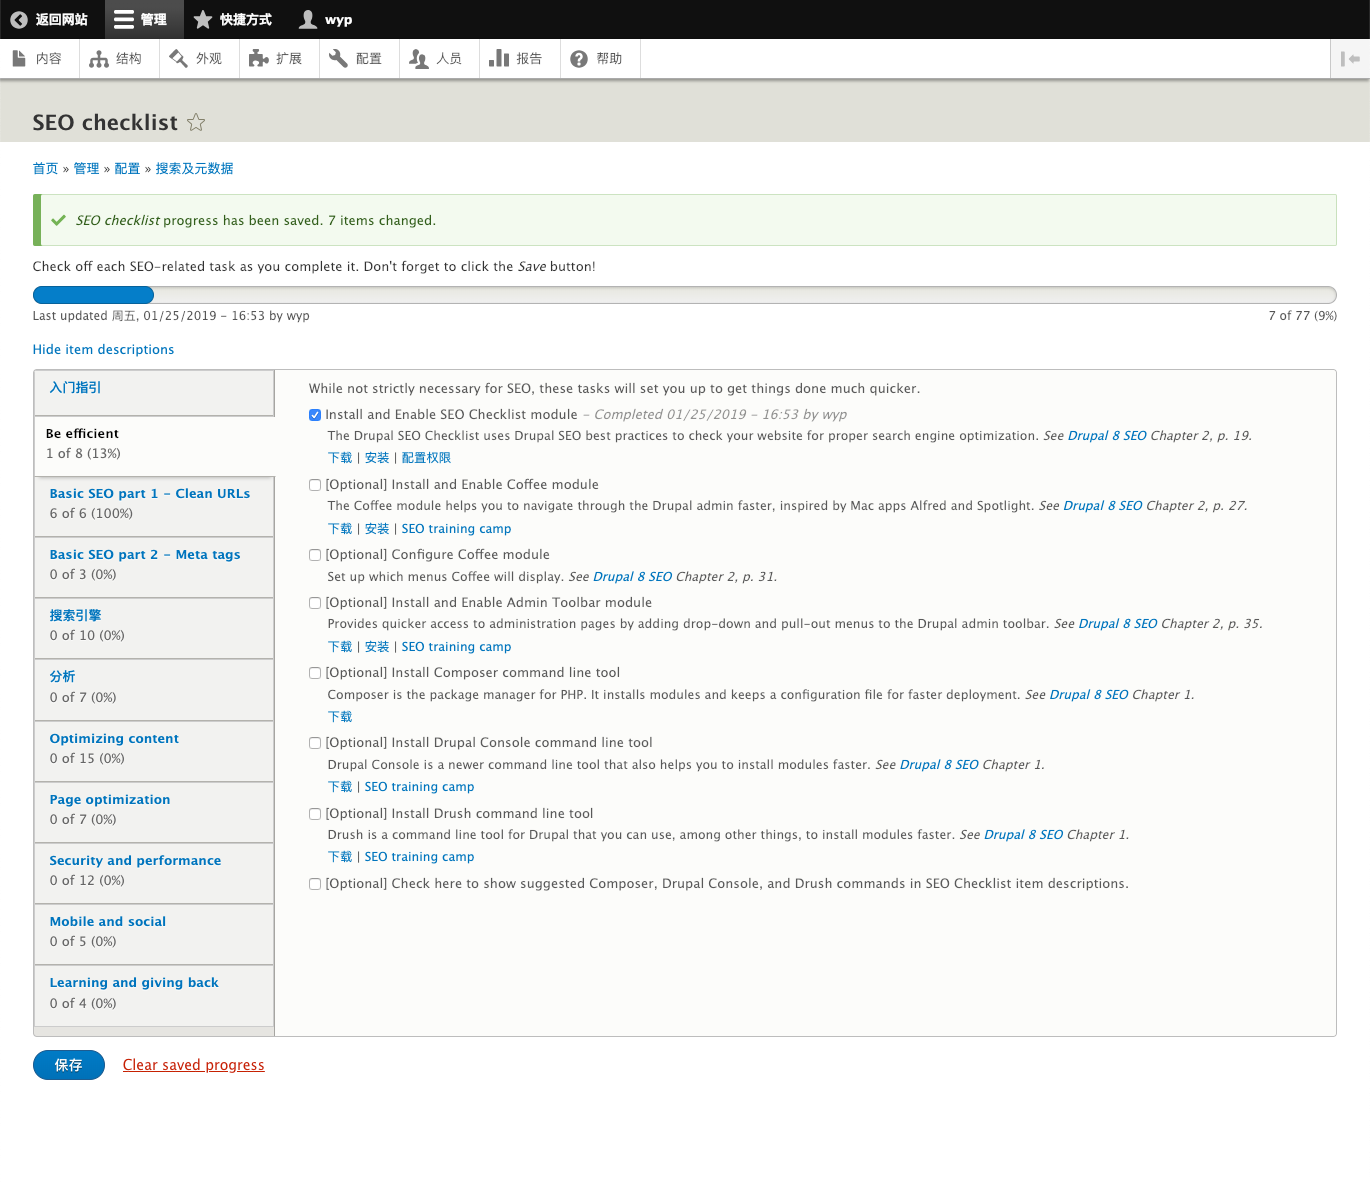 返回网站 管理 快捷方式 wyp
内容 结构 外观 扩展 配置 人员 报告 帮助
SEO checklist
首页 » 管理 » 配置 » 搜索及元数据
SEO checklist progress has been saved. 7 items changed.
Check off each SEO-related task as you complete it. Don't forget to click the Save button!
Last updated 周五, 01/25/2019 - 16:53 by wyp
7 of 77 (9%)
Hide item descriptions
入门指引
Be efficient
1 of 8 (13%)
Basic SEO part 1 - Clean URLs
6 of 6 (100%)
Basic SEO part 2 - Meta tags
0 of 3 (0%)
搜索引擎
0 of 10 (0%)
分析
0 of 7 (0%)
Optimizing content
0 of 15 (0%)
Page optimization
0 of 7 (0%)
Security and performance
0 of 12 (0%)
Mobile and social
0 of 5 (0%)
Learning and giving back
0 of 4 (0%)
While not strictly necessary for SEO, these tasks will set you up to get things done much quicker.
Install and Enable SEO Checklist module - Completed 01/25/2019 - 16:53 by wyp
The Drupal SEO Checklist uses Drupal SEO best practices to check your website for proper search engine optimization. See Drupal 8 SEO Chapter 2, p. 19.
下载 | 安装 | 配置权限
[Optional] Install and Enable Coffee module
The Coffee module helps you to navigate through the Drupal admin faster, inspired by Mac apps Alfred and Spotlight. See Drupal 8 SEO Chapter 2, p. 27.
下载 | 安装 | SEO training camp
[Optional] Configure Coffee module
Set up which menus Coffee will display. See Drupal 8 SEO Chapter 2, p. 31.
[Optional] Install and Enable Admin Toolbar module
Provides quicker access to administration pages by adding drop-down and pull-out menus to the Drupal admin toolbar. See Drupal 8 SEO Chapter 2, p. 35.
下载 | 安装 | SEO training camp
[Optional] Install Composer command line tool
Composer is the package manager for PHP. It installs modules and keeps a configuration file for faster deployment. See Drupal 8 SEO Chapter 1.
下载
[Optional] Install Drupal Console command line tool
Drupal Console is a newer command line tool that also helps you to install modules faster. See Drupal 8 SEO Chapter 1.
下载 | SEO training camp
[Optional] Install Drush command line tool
Drush is a command line tool for Drupal that you can use, among other things, to install modules faster. See Drupal 8 SEO Chapter 1.
下载 | SEO training camp
[Optional] Check here to show suggested Composer, Drupal Console, and Drush commands in SEO Checklist item descriptions.
保存 Clear saved progress